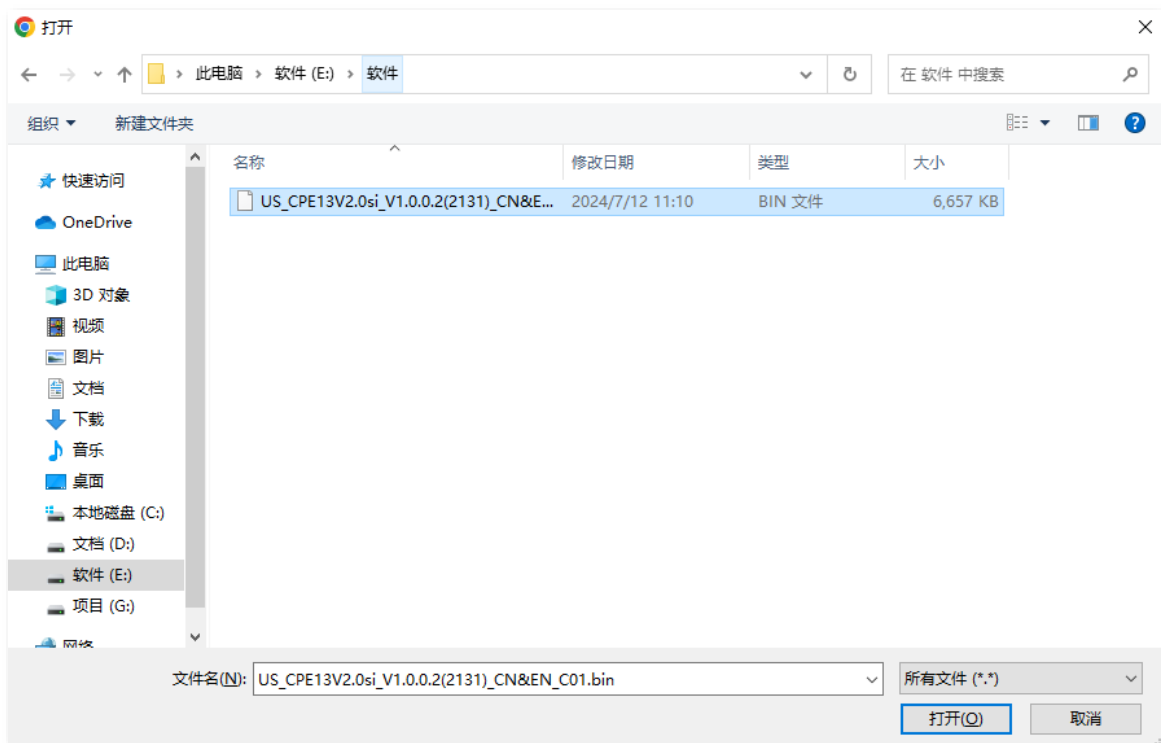 打开
此电脑 › 软件 (E:) › 软件
在 软件 中搜索
组织
新建文件夹
名称
修改日期
类型
大小
US_CPE13V2.0si_V1.0.0.2(2131)_CN&E...
2024/7/12 11:10
BIN 文件
6,657 KB
快速访问
OneDrive
此电脑
3D 对象
视频
图片
文档
下载
音乐
桌面
本地磁盘 (C:)
文档 (D:)
软件 (E:)
项目 (G:)
网络
文件名(N):
US_CPE13V2.0si_V1.0.0.2(2131)_CN&EN_C01.bin
所有文件 (*.*)
打开(O)
取消